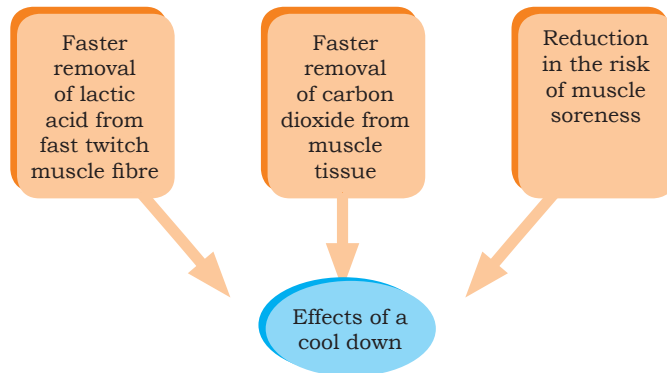 Faster
removal
of lactic
acid from
fast twitch
muscle fibre
Faster
removal
of carbon
dioxide from
muscle
tissue
Reduction
in the risk
of muscle
soreness
Effects of a
cool down